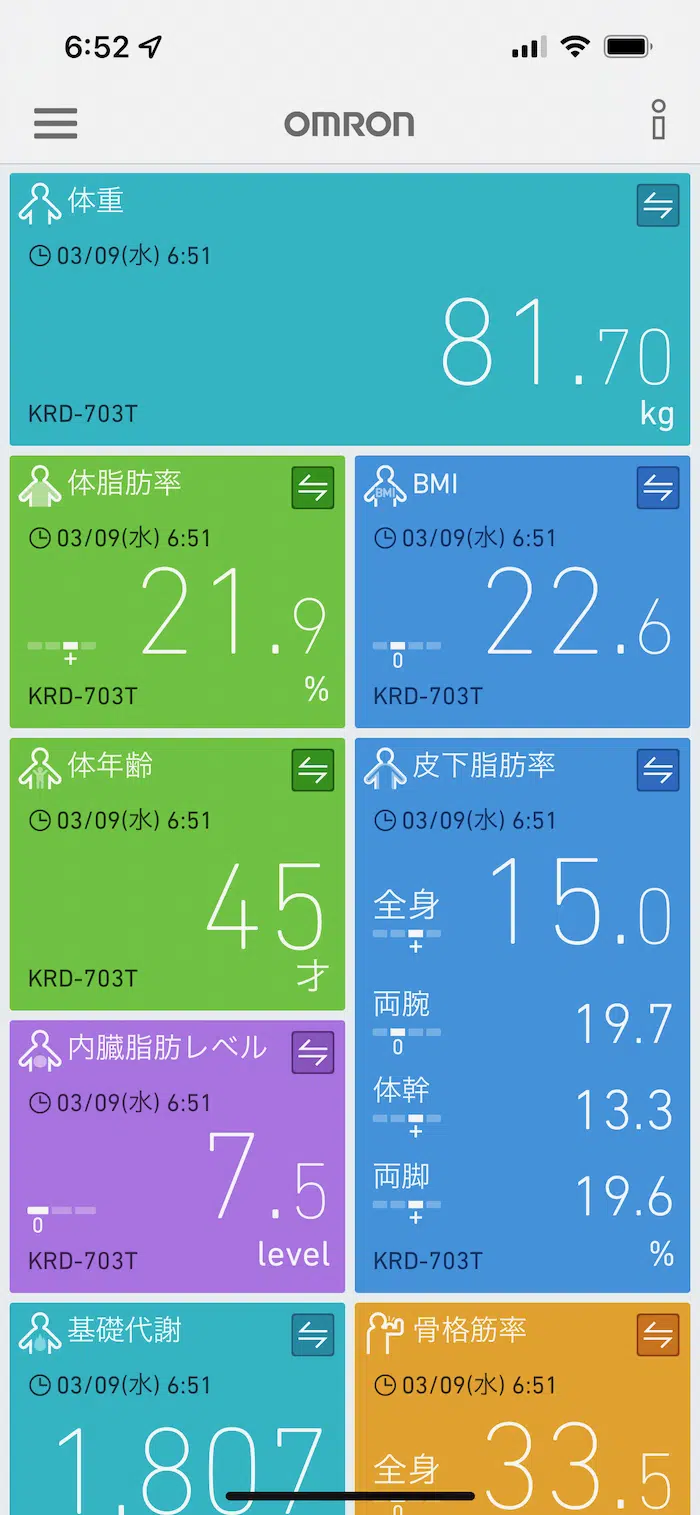 6:52
OMRON
体重
03/09(水) 6:51
81.70
KRD-703T
kg
体脂肪率
03/09(水) 6:51
21.9
+
KRD-703T
%
BMI
BMI
03/09(水) 6:51
22.6
0
KRD-703T
体年齢
03/09(水) 6:51
45
KRD-703T
才
皮下脂肪率
03/09(水) 6:51
全身
15.0
+
両腕
19.7
0
体幹
13.3
+
両脚
19.6
+
KRD-703T
%
内臓脂肪レベル
03/09(水) 6:51
7.5
0
KRD-703T
level
基礎代謝
03/09(水) 6:51
1,807
骨格筋率
03/09(水) 6:51
全身
33.5
0